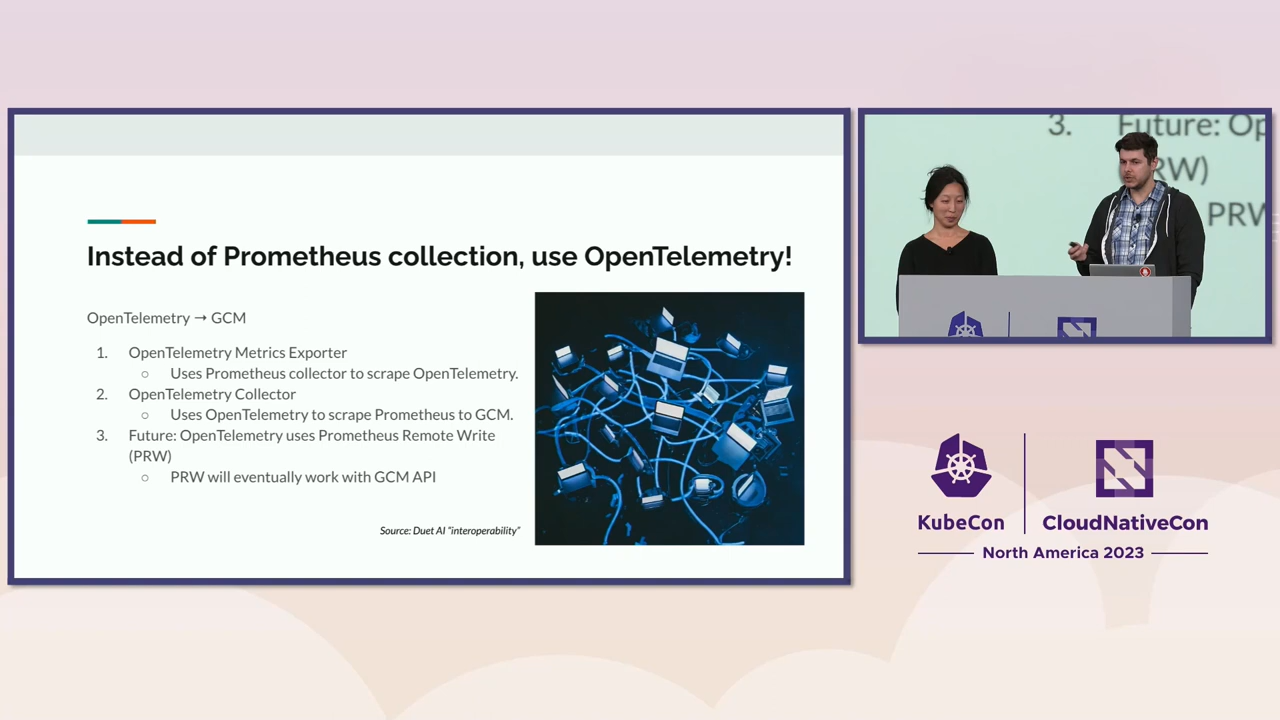 Instead of Prometheus collection, use OpenTelemetry!
OpenTelemetry → GCM
1. OpenTelemetry Metrics Exporter
○ Uses Prometheus collector to scrape OpenTelemetry.
2. OpenTelemetry Collector
○ Uses OpenTelemetry to scrape Prometheus to GCM.
3. Future: OpenTelemetry uses Prometheus Remote Write
(PRW)
○ PRW will eventually work with GCM API
Source: Duet AI "interoperability"
3. Future: Op
RW)
PRW
KubeCon
CloudNativeCon
North America 2023